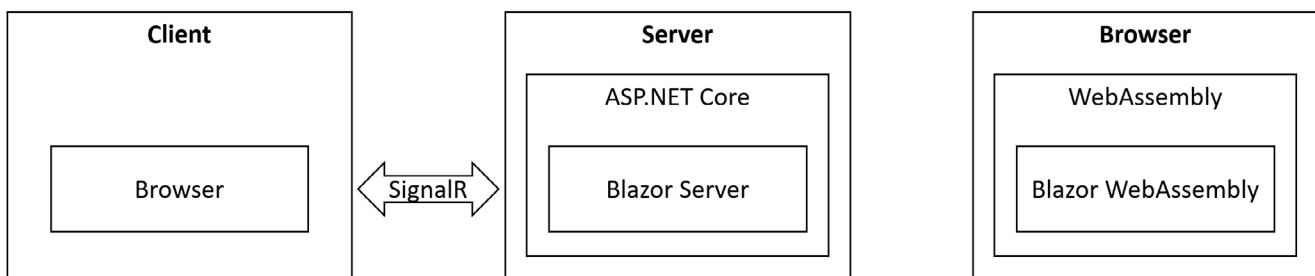 Client
Browser
SignalR
Server
ASP.NET Core
Blazor Server
Browser
WebAssembly
Blazor WebAssembly